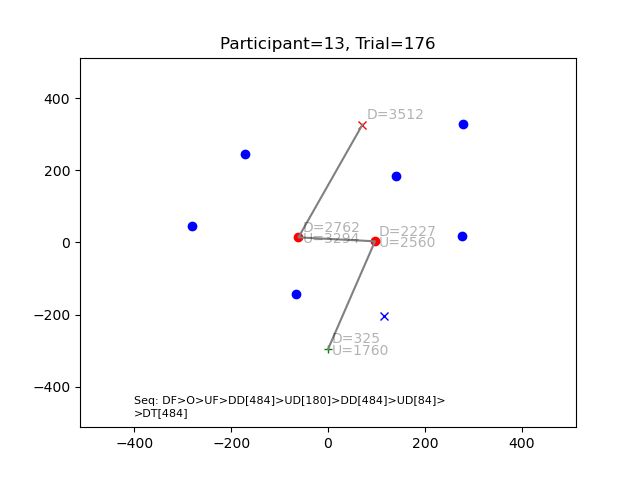 Participant=13, Trial=176
D=3512
D=2762
U=3294
D=2227
U=2560
D=325
U=1760
Seq: DF>O>UF>DD[484]>UD[180]>DD[484]>UD[84]>
>DT[484]
400
200
0
−200
−400
−400
−200
0
200
400